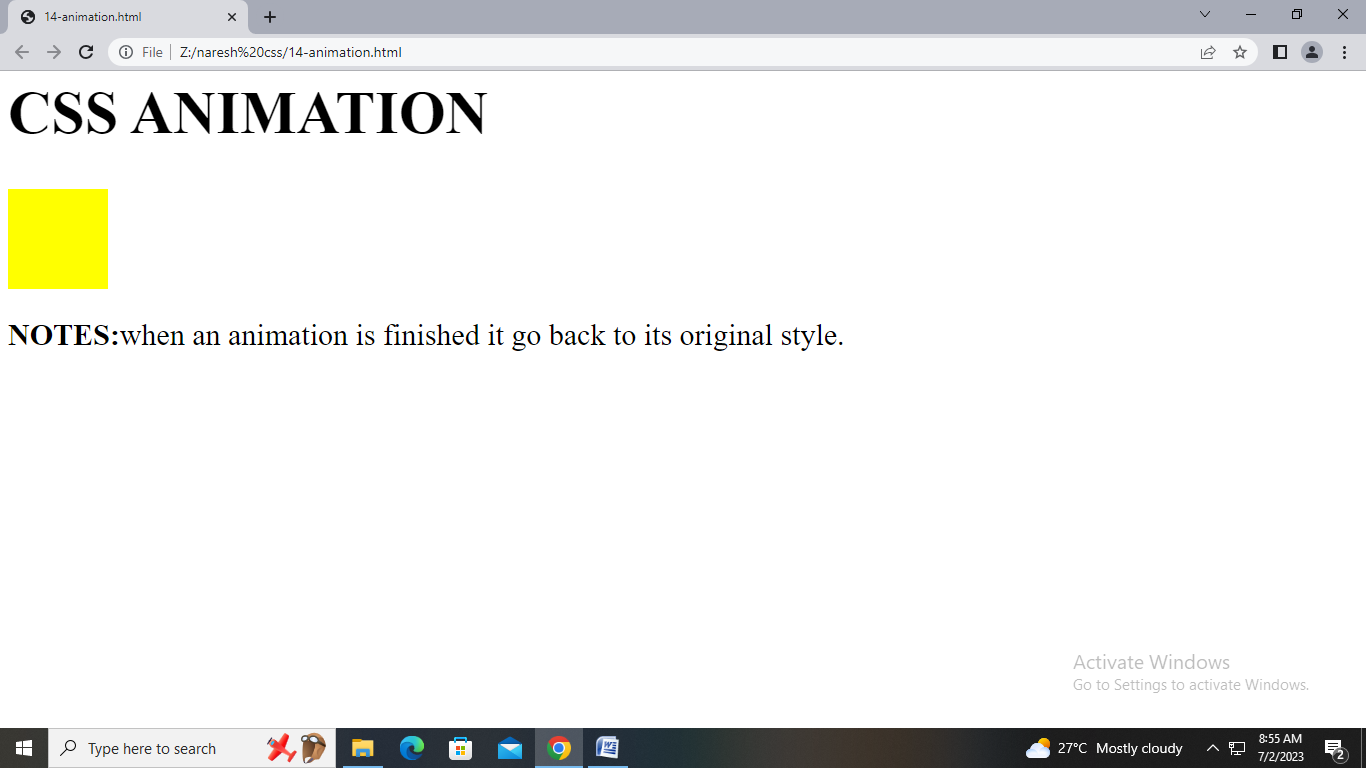 14-animation.html
File
Z:/naresh%20css/14-animation.html
CSS ANIMATION
NOTES:when an animation is finished it go back to its original style.
Activate Windows
Go to Settings to activate Windows.
Type here to search
27°C Mostly cloudy
8:55 AM
7/2/2023
2